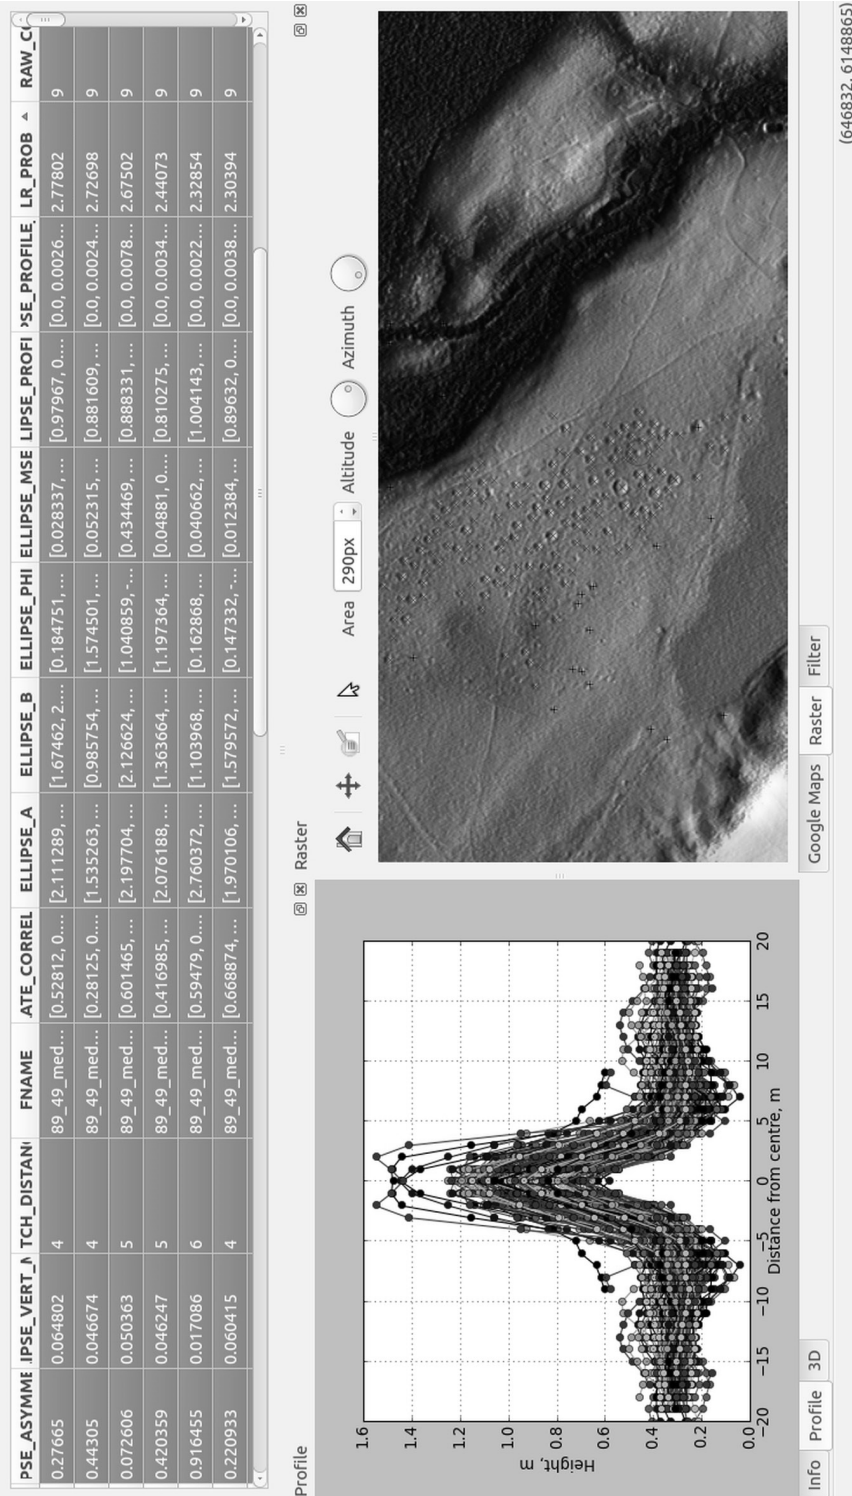 PSE_ASYMME .IPSE_VERT_M TCH_DISTAN FNAME ATE_CORREL ELLIPSE_A ELLIPSE_B ELLIPSE_PHI ELLIPSE_MSE LIPSE_PROFI PSE_PROFILE_ LR_PROB RAW_CO
0.27665 0.064802 4 89_49_med... [0.52812, 0.... [2.111289, ... [1.67462, 2.... [0.184751, ... [0.028337, ... [0.97967, 0.... [0.0, 0.0026... 2.77802 9
0.44305 0.046674 4 89_49_med... [0.28125, 0.... [1.535263, ... [0.985754, ... [1.574501, ... [0.052315, ... [0.881609, ... [0.0, 0.0024... 2.72698 9
0.072606 0.050363 5 89_49_med... [0.601465, ... [2.197704, ... [2.126624, ... [1.040859, -... [0.434469, ... [0.888331, ... [0.0, 0.0078... 2.67502 9
0.420359 0.046247 5 89_49_med... [0.416985, ... [2.076188, ... [1.363664, ... [1.197364, ... [0.04881, 0.... [0.810275, ... [0.0, 0.0034... 2.44073 9
0.916455 0.017086 6 89_49_med... [0.59479, 0.... [2.760372, ... [1.103968, ... [0.162868, ... [0.040662, ... [1.004143, ... [0.0, 0.0022... 2.32854 9
0.220933 0.060415 4 89_49_med... [0.668874, ... [1.970106, ... [1.579572, ... [0.147332, -... [0.012384, ... [0.89632, 0.... [0.0, 0.0038... 2.30394 9
Profile
Height, m
1.6
1.4
1.2
1.0
0.8
0.6
0.4
0.2
0.0
−20 −15 −10 −5 0 5 10 15 20
Distance from centre, m
Info Profile 3D
Raster
Area 290px Altitude Azimuth
Google Maps Raster Filter
(646832, 6148865)